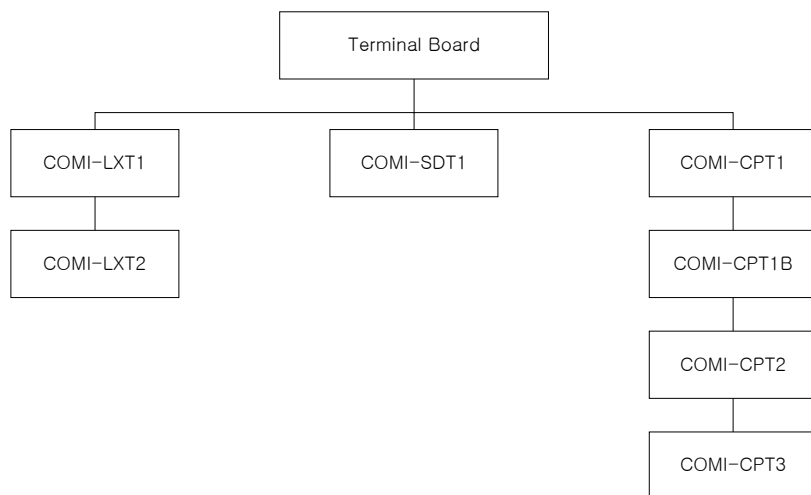 Terminal Board
COMI-LXT1
COMI-SDT1
COMI-CPT1
COMI-LXT2
COMI-CPT1B
COMI-CPT2
COMI-CPT3